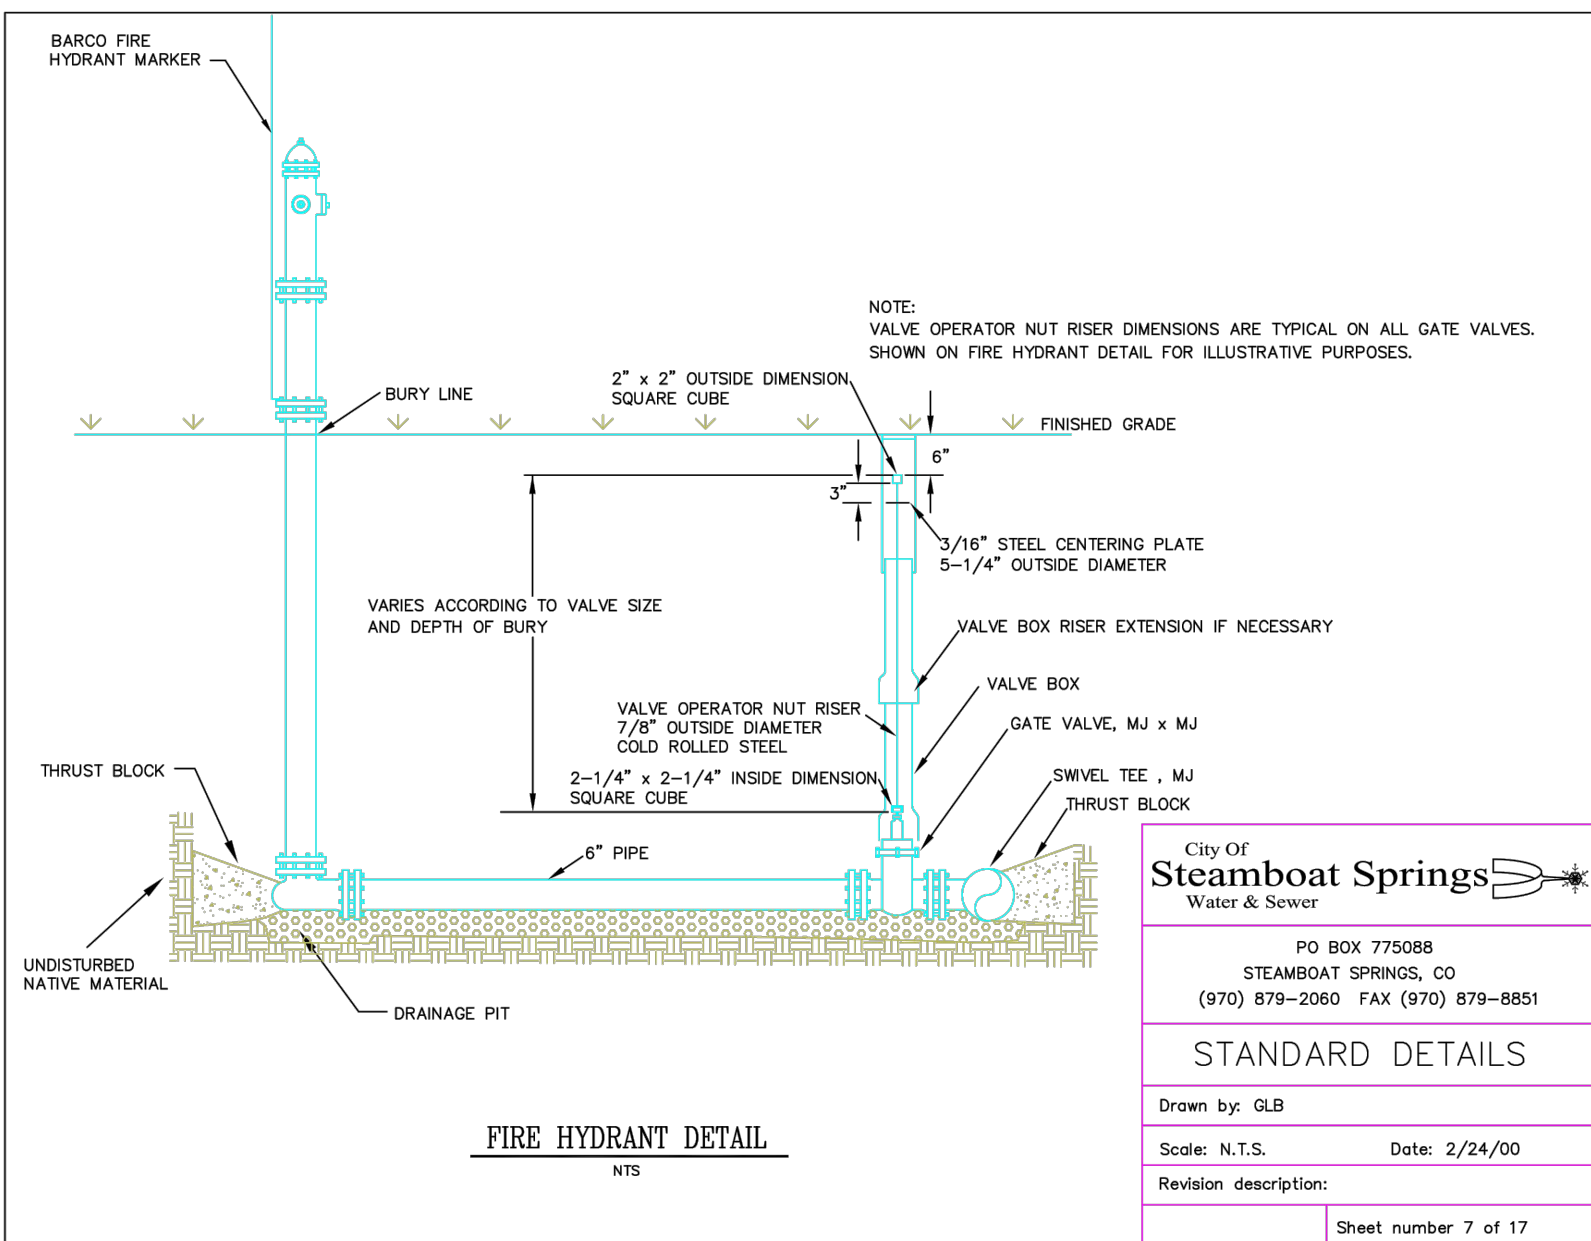 BARCO FIRE
HYDRANT MARKER
NOTE:
VALVE OPERATOR NUT RISER DIMENSIONS ARE TYPICAL ON ALL GATE VALVES.
SHOWN ON FIRE HYDRANT DETAIL FOR ILLUSTRATIVE PURPOSES.
2” x 2” OUTSIDE DIMENSION
SQUARE CUBE
BURY LINE
FINISHED GRADE
6”
3”
3/16” STEEL CENTERING PLATE
5-1/4” OUTSIDE DIAMETER
VARIES ACCORDING TO VALVE SIZE
AND DEPTH OF BURY
VALVE BOX RISER EXTENSION IF NECESSARY
VALVE BOX
VALVE OPERATOR NUT RISER
7/8” OUTSIDE DIAMETER
COLD ROLLED STEEL
GATE VALVE, MJ x MJ
2-1/4” x 2-1/4” INSIDE DIMENSION
SQUARE CUBE
SWIVEL TEE , MJ
THRUST BLOCK
THRUST BLOCK
6” PIPE
UNDISTURBED
NATIVE MATERIAL
DRAINAGE PIT
FIRE HYDRANT DETAIL
NTS
City Of
Steamboat Springs
Water & Sewer
PO BOX 775088
STEAMBOAT SPRINGS, CO
(970) 879-2060 FAX (970) 879-8851
STANDARD DETAILS
Drawn by: GLB
Scale: N.T.S. Date: 2/24/00
Revision description:
Sheet number 7 of 17